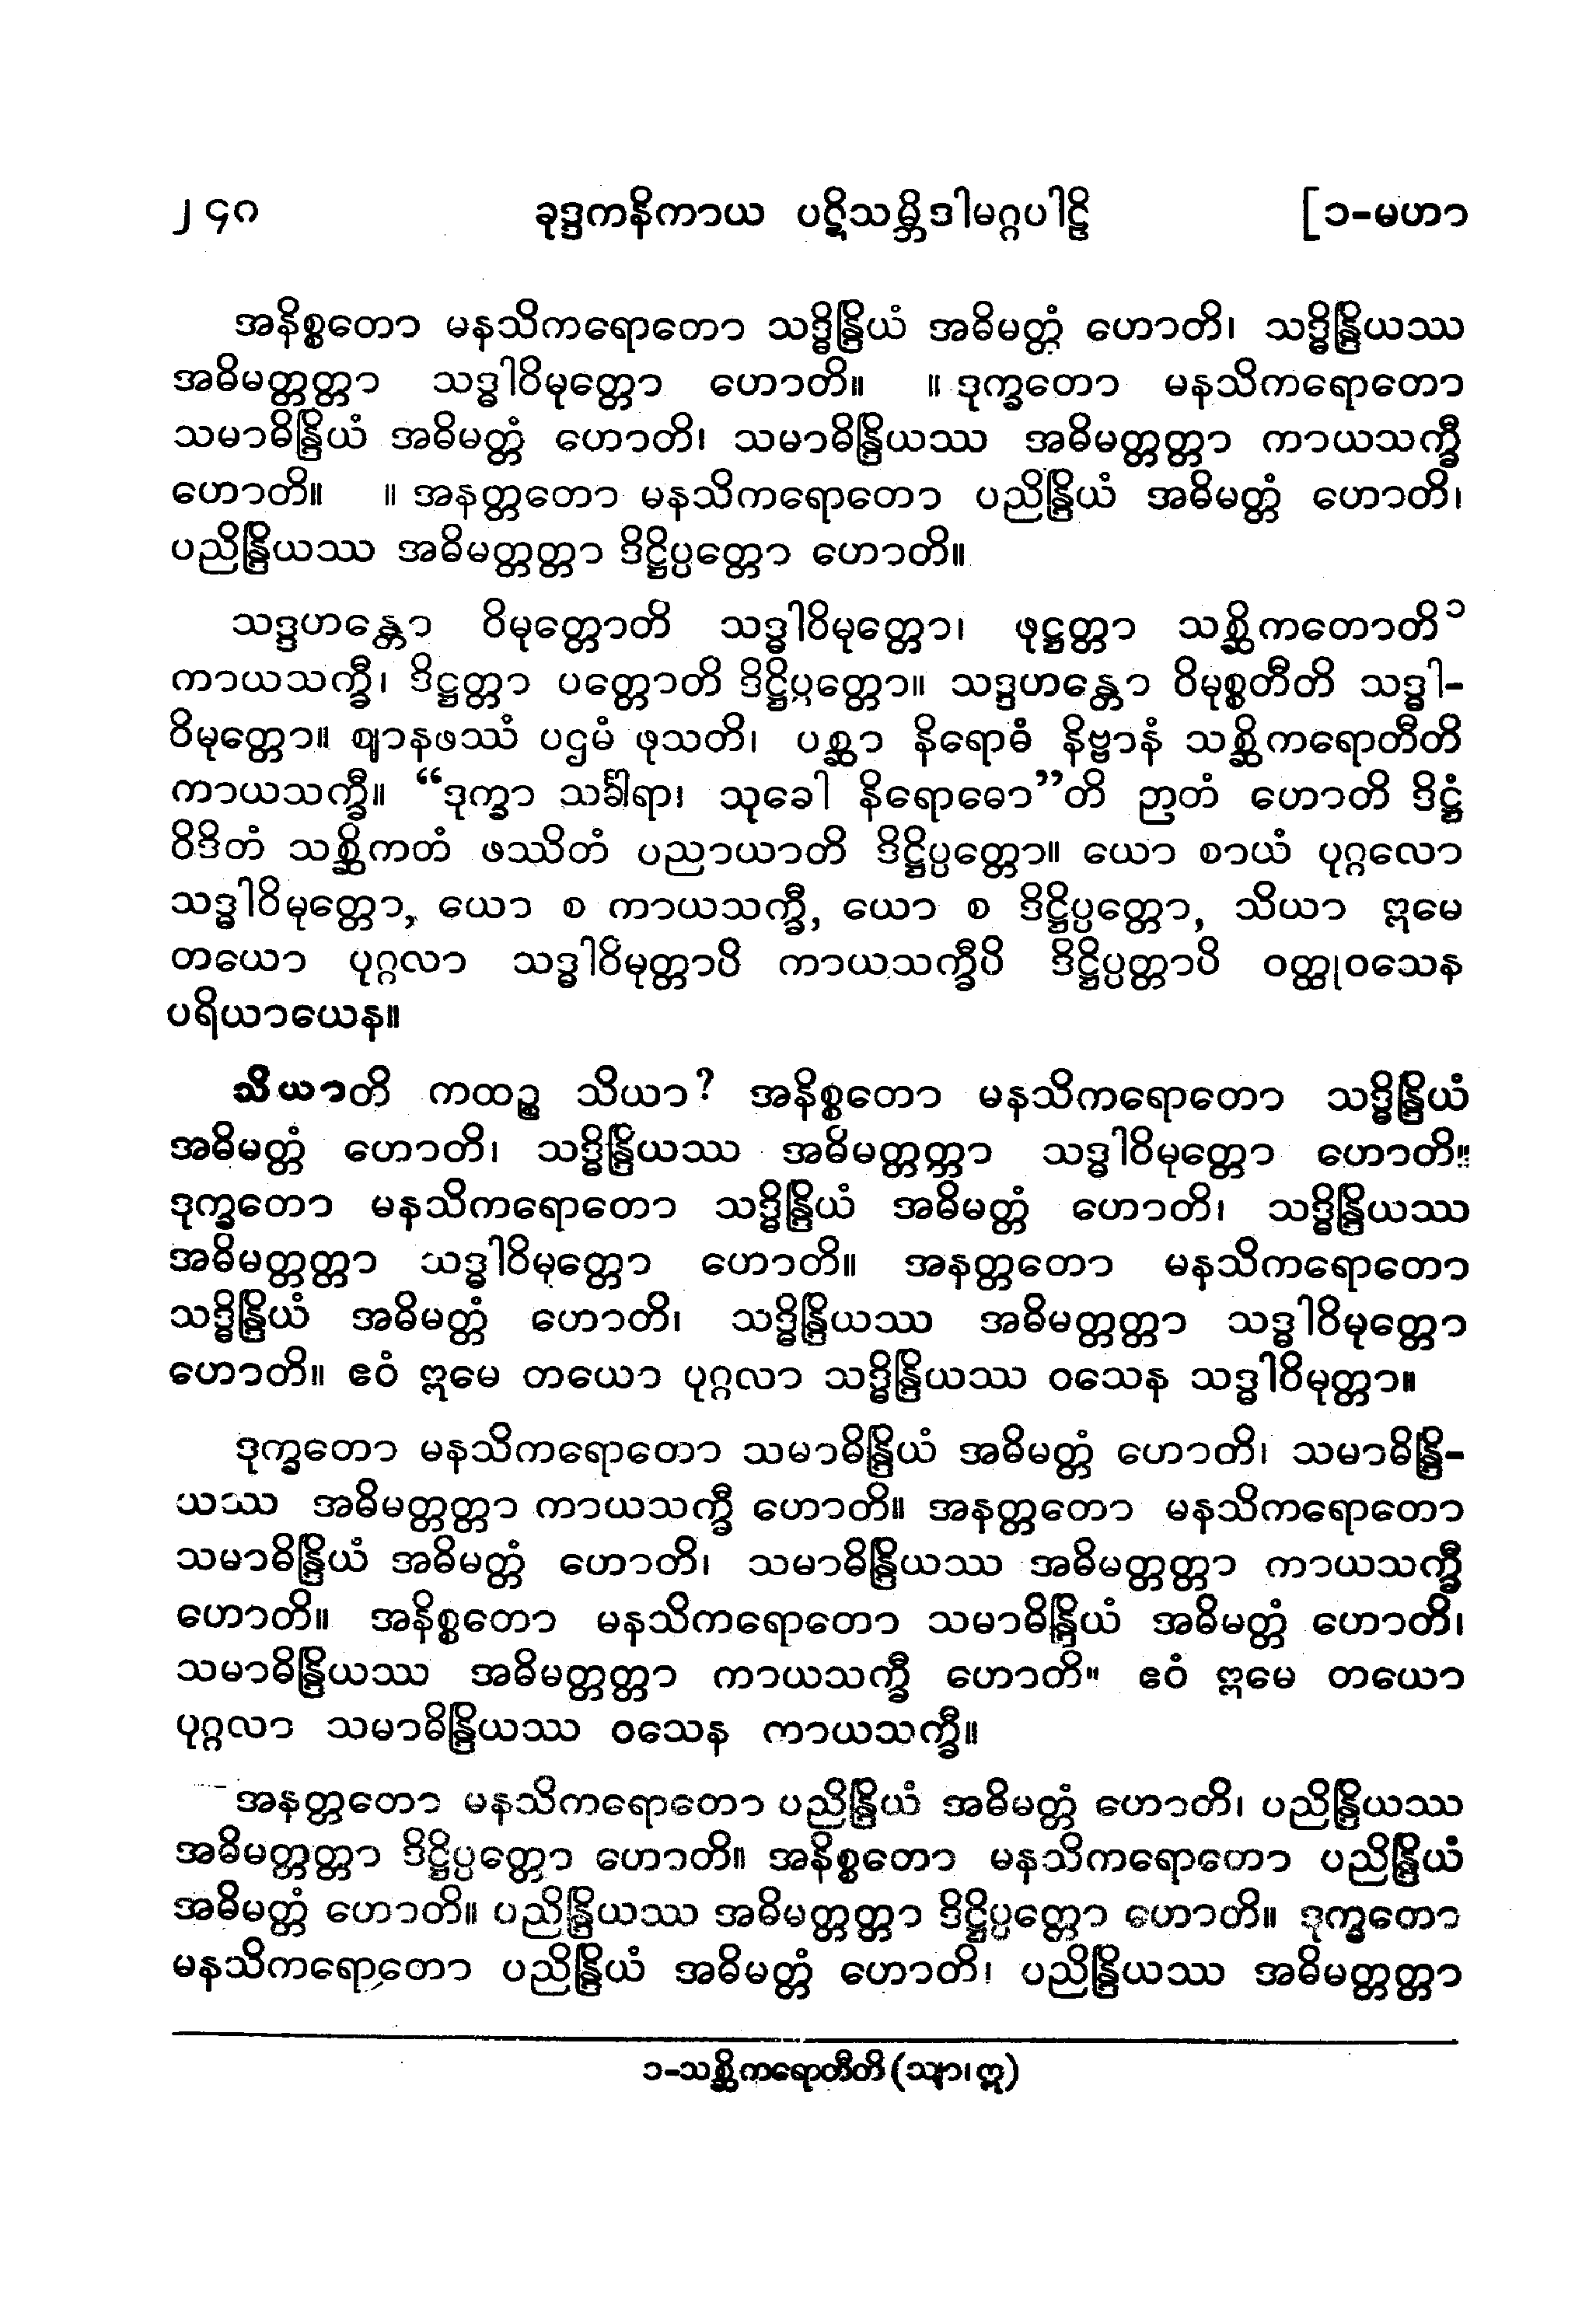 ၂၄၈ ခုဒ္ဒကနိကာယ ပဋိသမ္ဘိဒါမဂ္ဂပါဠိ [၁-မဟာ
အနိစ္စတော မနသိကရောတော သဒ္ဓိန္ဒြိယံ အဓိမတ္တံ ဟောတိ၊ သဒ္ဓိန္ဒြိယဿ
အဓိမတ္တတ္တာ သဒ္ဓါဝိမုတ္တော ဟောတိ။ ။ ဒုက္ခတော မနသိကရောတော
သမာဓိန္ဒြိယံ အဓိမတ္တံ ဟောတိ၊ သမာဓိန္ဒြိယဿ အဓိမတ္တတ္တာ ကာယသက္ခီ
ဟောတိ။ ။ အနတ္တတော မနသိကရောတော ပညိန္ဒြိယံ အဓိမတ္တံ ဟောတိ၊
ပညိန္ဒြိယဿ အဓိမတ္တတ္တာ ဒိဋ္ဌိပ္ပတ္တော ဟောတိ။
သဒ္ဒဟန္တော ဝိမုတ္တောတိ သဒ္ဓါဝိမုတ္တော၊ ဖုဋ္ဌတ္တာ သစ္ဆိကတောတိ၁
ကာယသက္ခီ၊ ဒိဋ္ဌတ္တာ ပတ္တောတိ ဒိဋ္ဌိပ္ပတ္တော။ သဒ္ဒဟန္တော ဝိမုစ္စတီတိ သဒ္ဓါ-
ဝိမုတ္တော။ ဈာနဖဿံ ပဌမံ ဖုသတိ၊ ပစ္ဆာ နိရောဓံ နိဗ္ဗာနံ သစ္ဆိကရောတီတိ
ကာယသက္ခီ။ “ဒုက္ခာ သင်္ခါရာ၊ သုခေါ နိရောဓော”တိ ဉာတံ ဟောတိ ဒိဋ္ဌံ
ဝိဒိတံ သစ္ဆိကတံ ဖဿိတံ ပညာယာတိ ဒိဋ္ဌိပ္ပတ္တော။ ယော စာယံ ပုဂ္ဂလော
သဒ္ဓါဝိမုတ္တော, ယော စ ကာယသက္ခီ, ယော စ ဒိဋ္ဌိပ္ပတ္တော, သိယာ ဣမေ
တယော ပုဂ္ဂလာ သဒ္ဓါဝိမုတ္တာပိ ကာယသက္ခီပိ ဒိဋ္ဌိပ္ပတ္တာပိ ဝတ္ထုဝသေန
ပရိယာယေန။
သိယာတိ ကထဉ္စ သိယာ? အနိစ္စတော မနသိကရောတော သဒ္ဓိန္ဒြိယံ
အဓိမတ္တံ ဟောတိ၊ သဒ္ဓိန္ဒြိယဿ အဓိမတ္တတ္တာ သဒ္ဓါဝိမုတ္တော ဟောတိ။
ဒုက္ခတော မနသိကရောတော သဒ္ဓိန္ဒြိယံ အဓိမတ္တံ ဟောတိ၊ သဒ္ဓိန္ဒြိယဿ
အဓိမတ္တတ္တာ သဒ္ဓါဝိမုတ္တော ဟောတိ။ အနတ္တတော မနသိကရောတော
သဒ္ဓိန္ဒြိယံ အဓိမတ္တံ ဟောတိ၊ သဒ္ဓိန္ဒြိယဿ အဓိမတ္တတ္တာ သဒ္ဓါဝိမုတ္တော
ဟောတိ။ ဧဝံ ဣမေ တယော ပုဂ္ဂလာ သဒ္ဓိန္ဒြိယဿ ဝသေန သဒ္ဓါဝိမုတ္တာ။
ဒုက္ခတော မနသိကရောတော သမာဓိန္ဒြိယံ အဓိမတ္တံ ဟောတိ၊ သမာဓိန္ဒြိ-
ယဿ အဓိမတ္တတ္တာ ကာယသက္ခီ ဟောတိ။ အနတ္တတော မနသိကရောတော
သမာဓိန္ဒြိယံ အဓိမတ္တံ ဟောတိ၊ သမာဓိန္ဒြိယဿ အဓိမတ္တတ္တာ ကာယသက္ခီ
ဟောတိ။ အနိစ္စတော မနသိကရောတော သမာဓိန္ဒြိယံ အဓိမတ္တံ ဟောတိ၊
သမာဓိန္ဒြိယဿ အဓိမတ္တတ္တာ ကာယသက္ခီ ဟောတိ။ ဧဝံ ဣမေ တယော
ပုဂ္ဂလာ သမာဓိန္ဒြိယဿ ဝသေန ကာယသက္ခီ။
အနတ္တတော မနသိကရောတော ပညိန္ဒြိယံ အဓိမတ္တံ ဟောတိ၊ ပညိန္ဒြိယဿ
အဓိမတ္တတ္တာ ဒိဋ္ဌိပ္ပတ္တော ဟောတိ။ အနိစ္စတော မနသိကရောတော ပညိန္ဒြိယံ
အဓိမတ္တံ ဟောတိ။ ပညိန္ဒြိယဿ အဓိမတ္တတ္တာ ဒိဋ္ဌိပ္ပတ္တော ဟောတိ။ ဒုက္ခတော
မနသိကရောတော ပညိန္ဒြိယံ အဓိမတ္တံ ဟောတိ၊ ပညိန္ဒြိယဿ အဓိမတ္တတ္တာ
၁-သစ္ဆိကရောတီတိ (သျာ၊ ဣ)